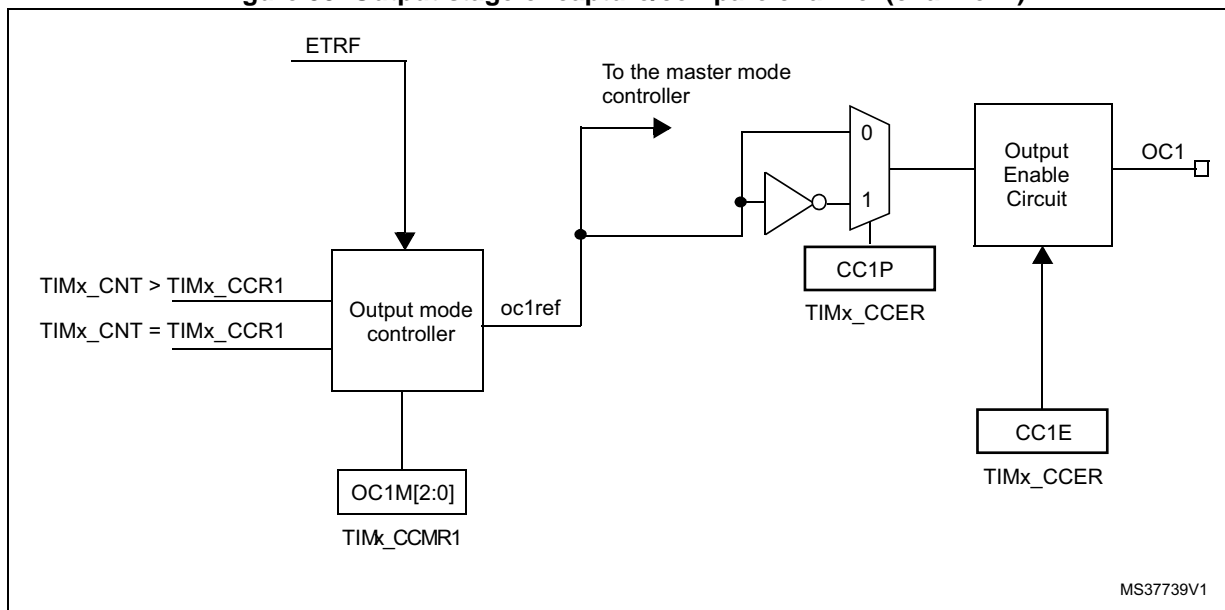 ETRF
To the master mode
controller
0
1
Output
Enable
Circuit
OC1
CC1P
TIMx_CCER
TIMx_CNT > TIMx_CCR1
TIMx_CNT = TIMx_CCR1
Output mode
controller
oc1ref
CC1E
TIMx_CCER
OC1M[2:0]
TIMx_CCMR1
MS37739V1